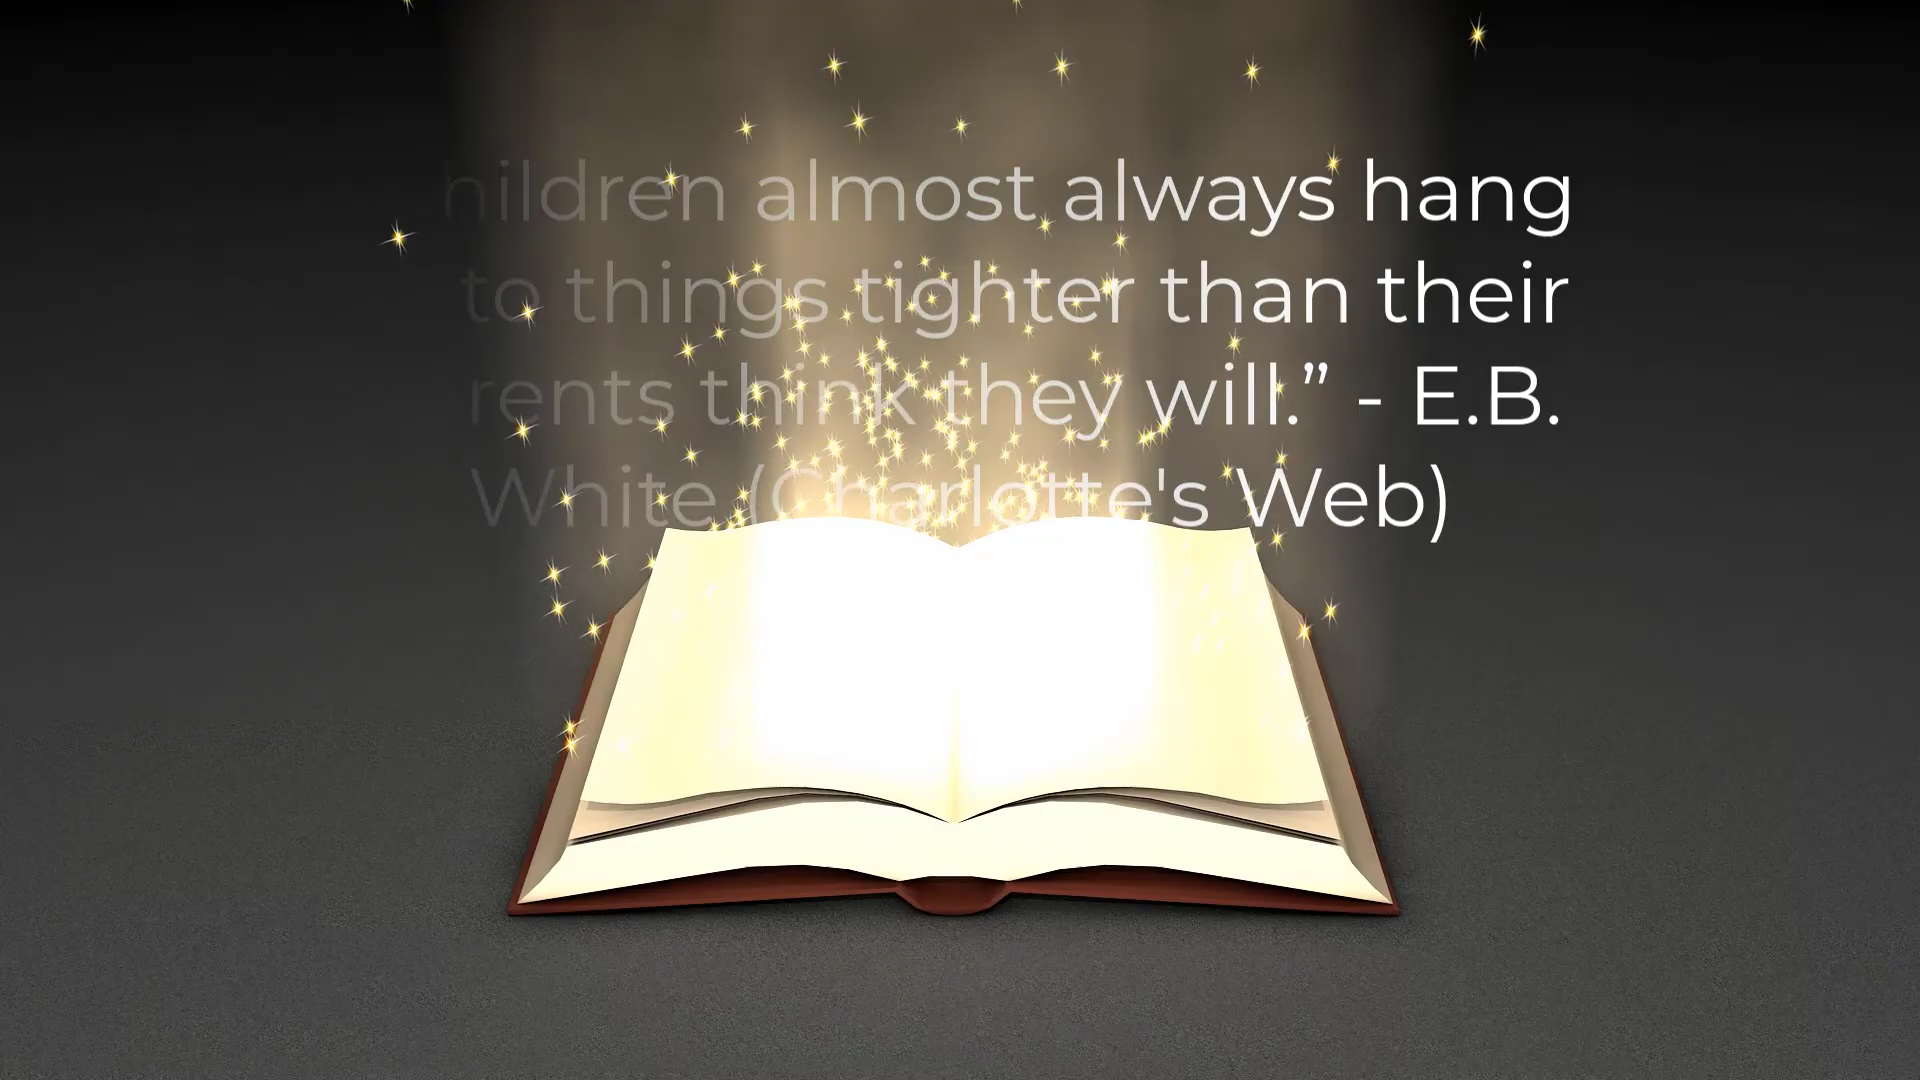 hildren almost always hang
to things tighter than their
rents think they will.” - E.B.
White (Charlotte's Web)